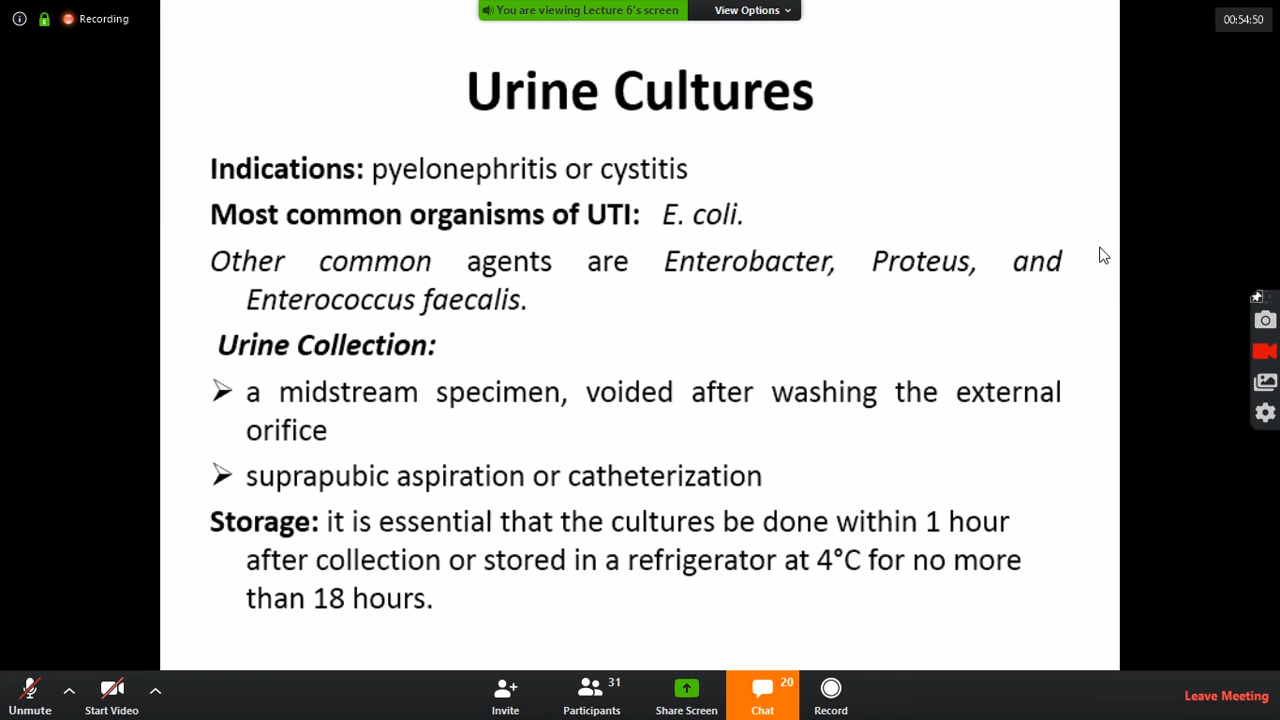 Recording
You are viewing Lecture 6's screen
View Options
00:54:50
Urine Cultures
Indications: pyelonephritis or cystitis
Most common organisms of UTI: E. coli.
Other common agents are Enterobacter, Proteus, and
Enterococcus faecalis.
Urine Collection:
a midstream specimen, voided after washing the external
orifice
suprapubic aspiration or catheterization
Storage: it is essential that the cultures be done within 1 hour
after collection or stored in a refrigerator at 4°C for no more
than 18 hours.
Unmute
Start Video
Invite
Participants 31
Share Screen
Chat 20
Record
Leave Meeting